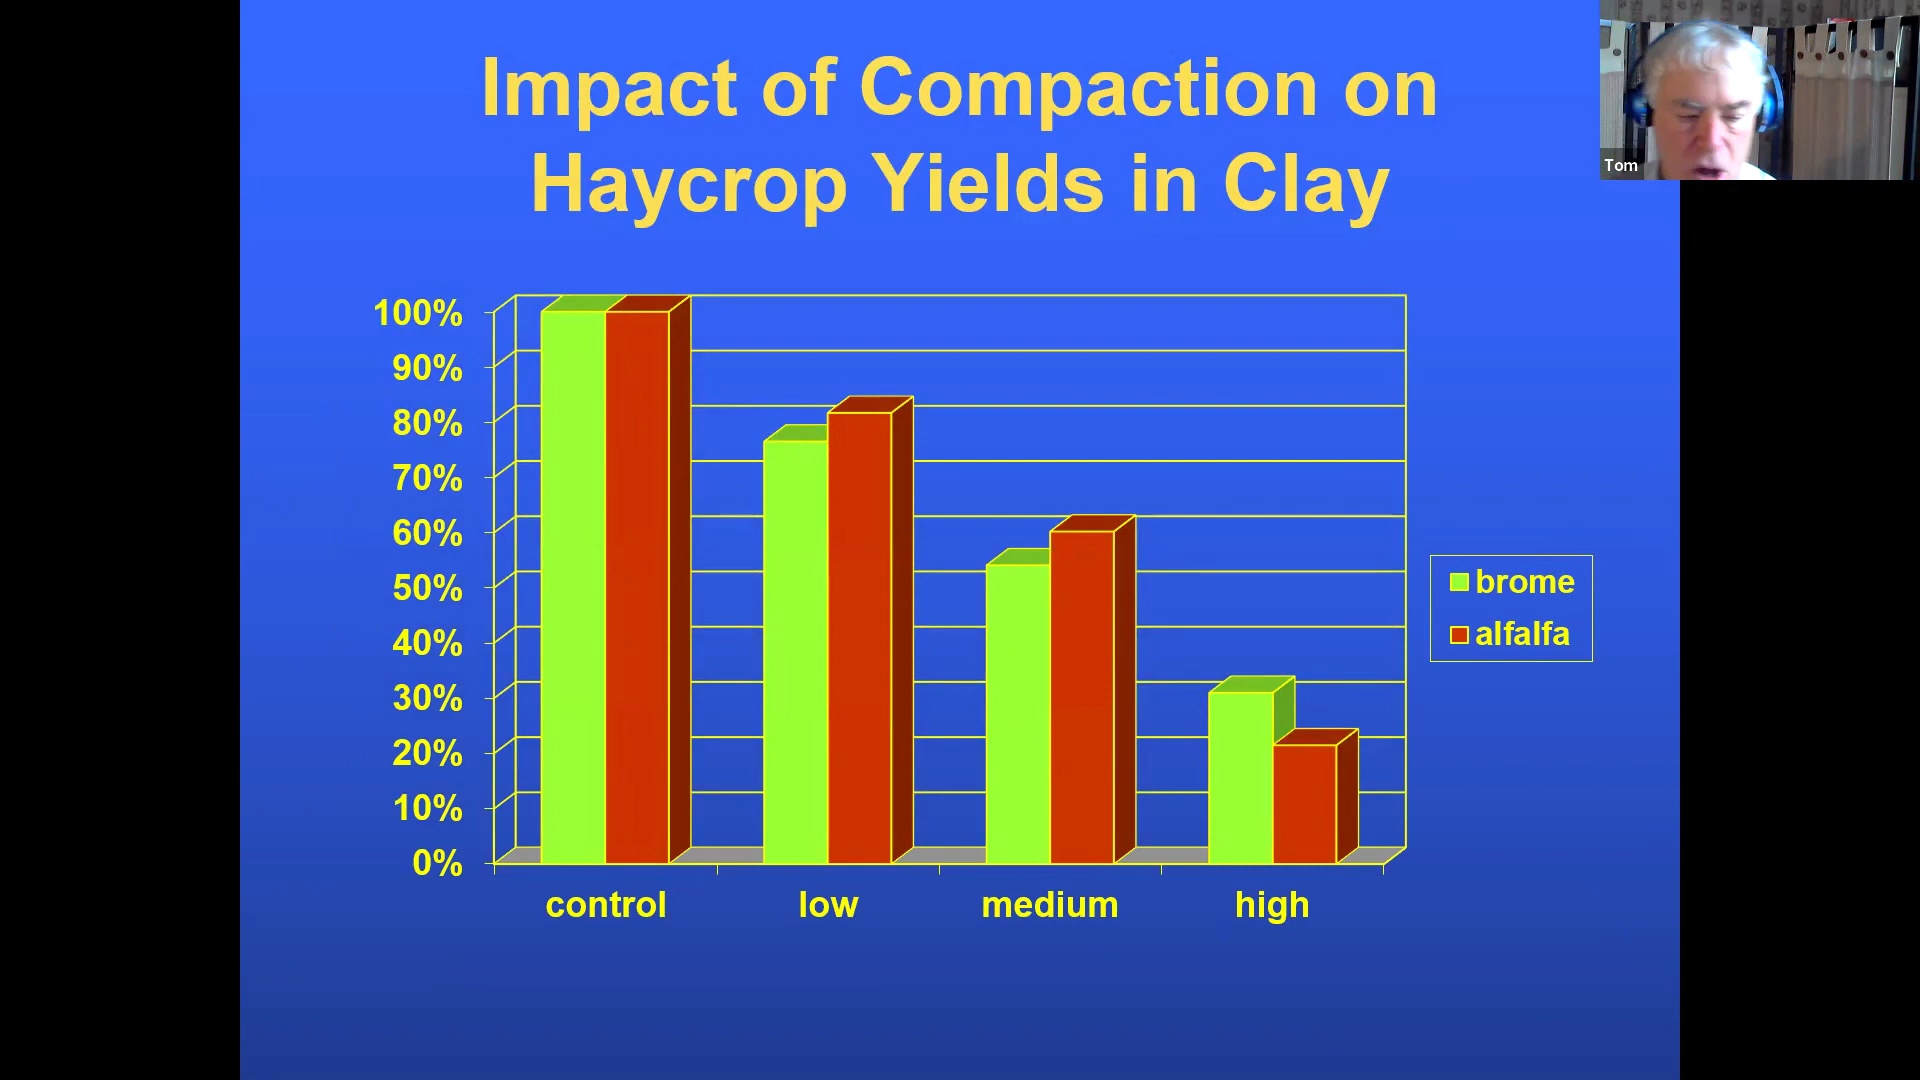 Impact of Compaction on
Haycrop Yields in Clay
Tom
100%
90%
80%
70%
60%
50%
40%
30%
20%
10%
0%
control low medium high
brome
alfalfa